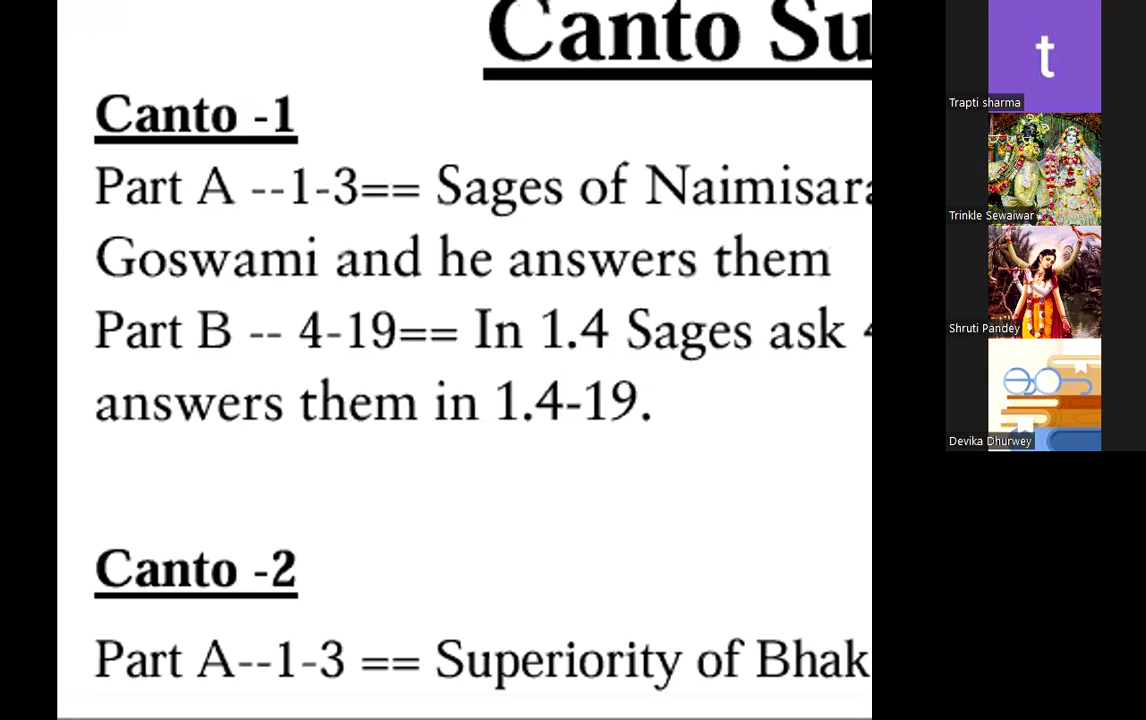 Canto Su
Canto -1
Part A --1-3== Sages of Naimisara
Goswami and he answers them
Part B -- 4-19== In 1.4 Sages ask
answers them in 1.4-19.
Canto -2
Part A--1-3 == Superiority of Bhak
t
Trapti sharma
Trinkle Sewaiwar
Shruti Pandey
Devika Dhurwey